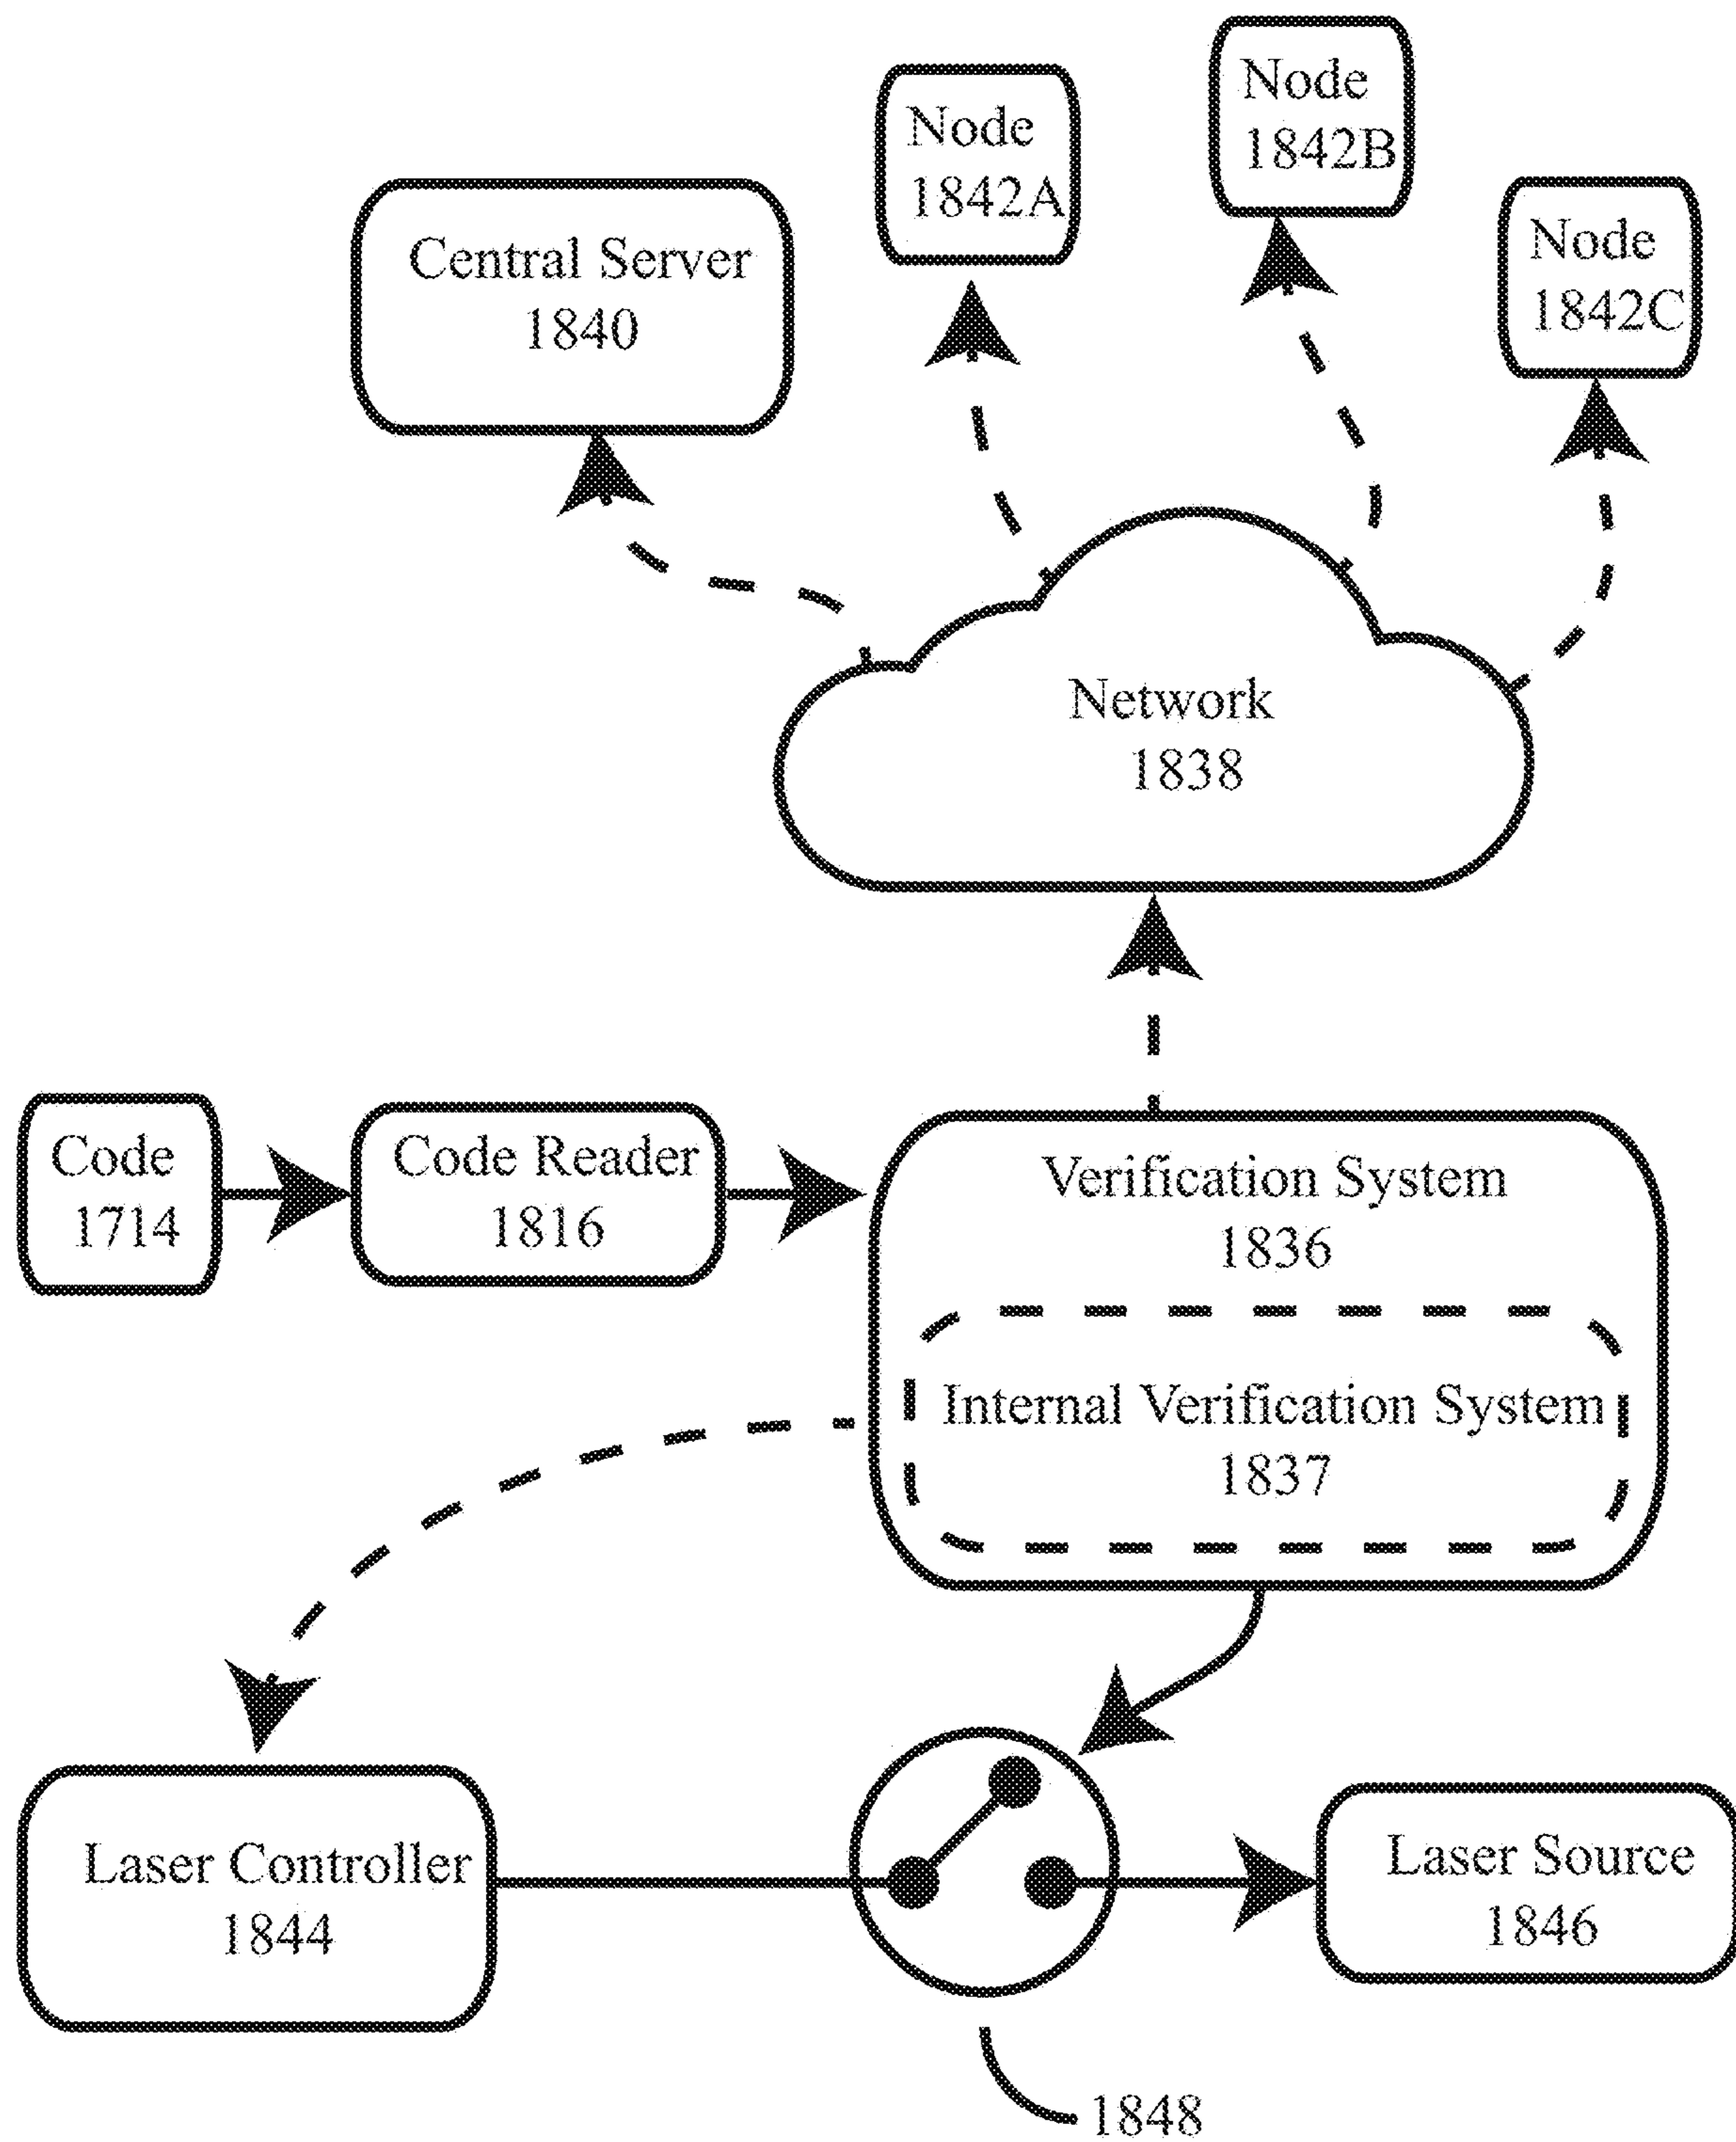 Node
1842B
Node
1842A
Node
1842C
Central Server
1840
Network
1838
Code
1714
Code Reader
1816
Verification System
1836
Internal Verification System
1837
Laser Controller
1844
Laser Source
1846
1848